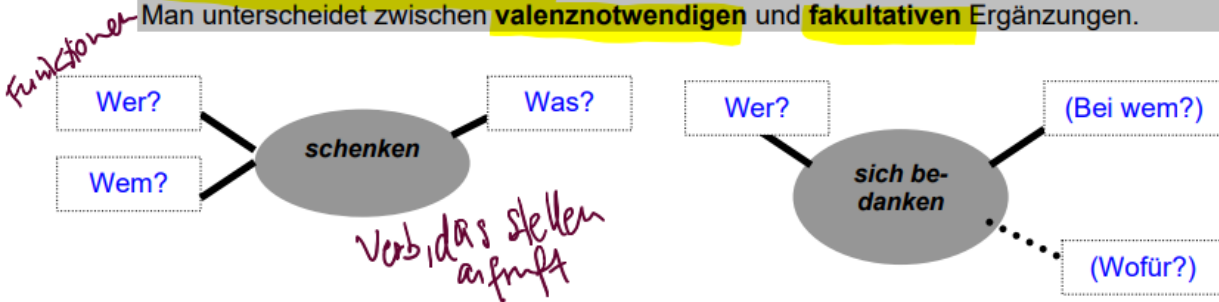 Man unterscheidet zwischen valenznotwendigen und fakultativen Ergänzungen.
Funktionen
Wer?
Was?
Wem?
schenken
Verb, das stellen
aufruft
Wer?
(Bei wem?)
sich be-
danken
(Wofür?)